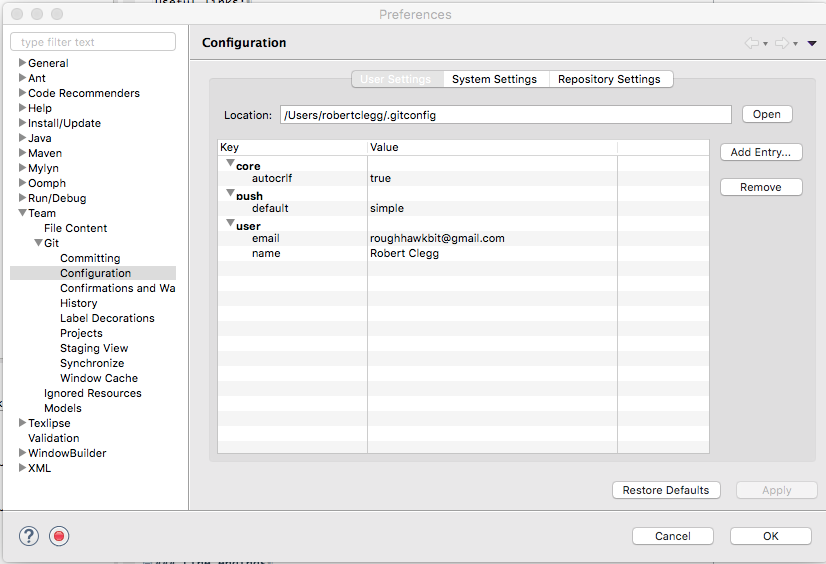 Useful links:
Preferences
type filter text
General
Ant
Code Recommenders
Help
Install/Update
Java
Maven
Mylyn
Oomph
Run/Debug
Team
File Content
Git
Committing
Configuration
Confirmations and Wa
History
Label Decorations
Projects
Staging View
Synchronize
Window Cache
Ignored Resources
Models
Texlipse
Validation
WindowBuilder
XML
Configuration
User Settings System Settings Repository Settings
Location: /Users/robertclegg/.gitconfig Open
Key Value
core
autocrlf true
push
default simple
user
email roughhawkbit@gmail.com
name Robert Clegg
Add Entry...
Remove
Restore Defaults Apply
? Cancel OK